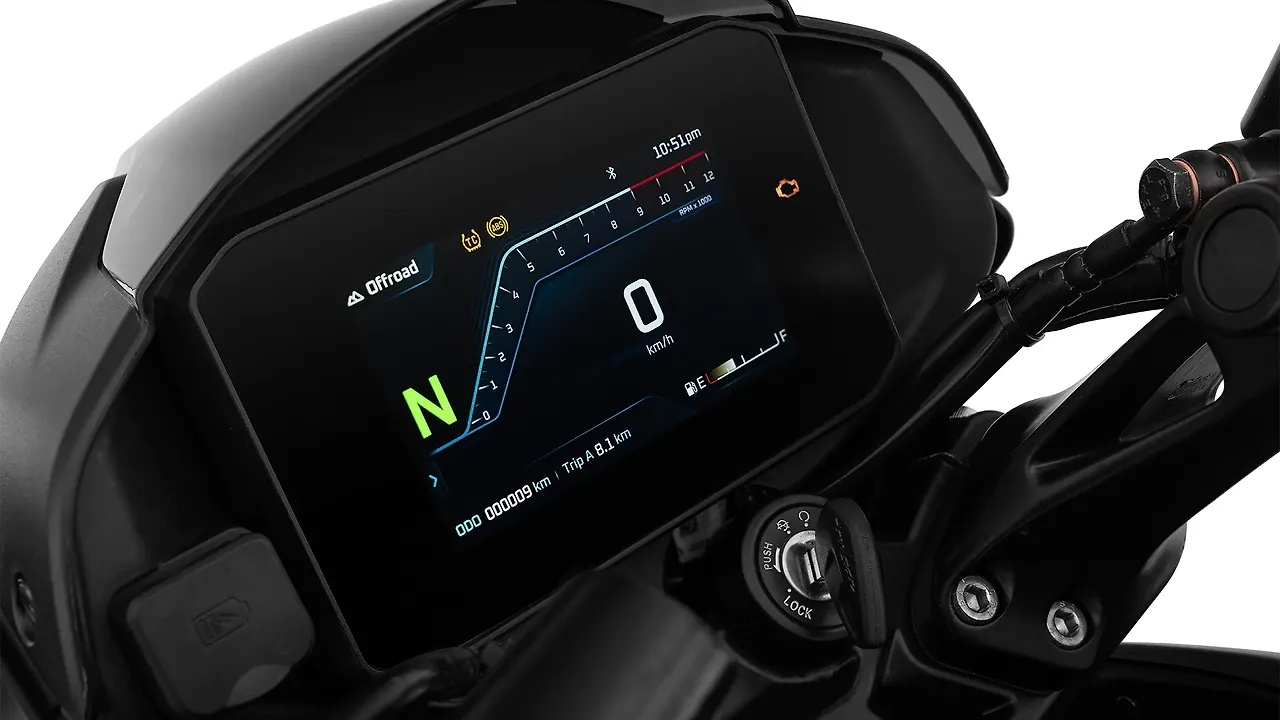 10:51pm
TC ABS
Offroad
0 1 2 3 4 5 6 7 8 9 10 11 12
RPM x 1000
0
km/h
N
E F
ODO 000009 km Trip A 8.1 km
PUSH
LOCK